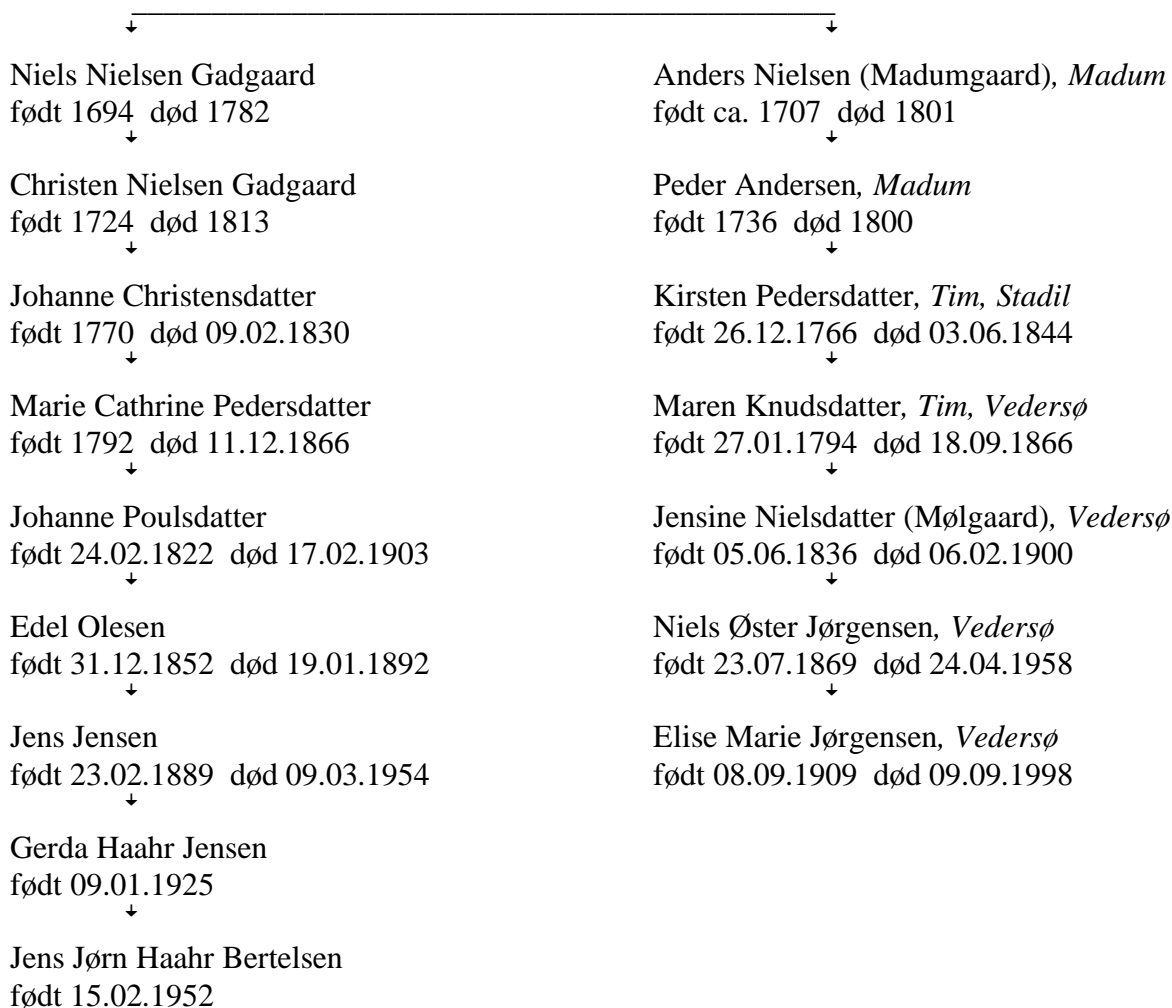 Niels Nielsen Gadgaard
født 1694 død 1782
Christen Nielsen Gadgaard
født 1724 død 1813
Johanne Christensdatter
født 1770 død 09.02.1830
Marie Cathrine Pedersdatter
født 1792 død 11.12.1866
Johanne Poulsdatter
født 24.02.1822 død 17.02.1903
Edel Olesen
født 31.12.1852 død 19.01.1892
Jens Jensen
født 23.02.1889 død 09.03.1954
Gerda Haahr Jensen
født 09.01.1925
Jens Jørn Haahr Bertelsen
født 15.02.1952
Anders Nielsen (Madumgaard), Madum
født ca. 1707 død 1801
Peder Andersen, Madum
født 1736 død 1800
Kirsten Pedersdatter, Tim, Stadil
født 26.12.1766 død 03.06.1844
Maren Knudsdatter, Tim, Vedersø
født 27.01.1794 død 18.09.1866
Jensine Nielsdatter (Mølgaard), Vedersø
født 05.06.1836 død 06.02.1900
Niels Øster Jørgensen, Vedersø
født 23.07.1869 død 24.04.1958
Elise Marie Jørgensen, Vedersø
født 08.09.1909 død 09.09.1998